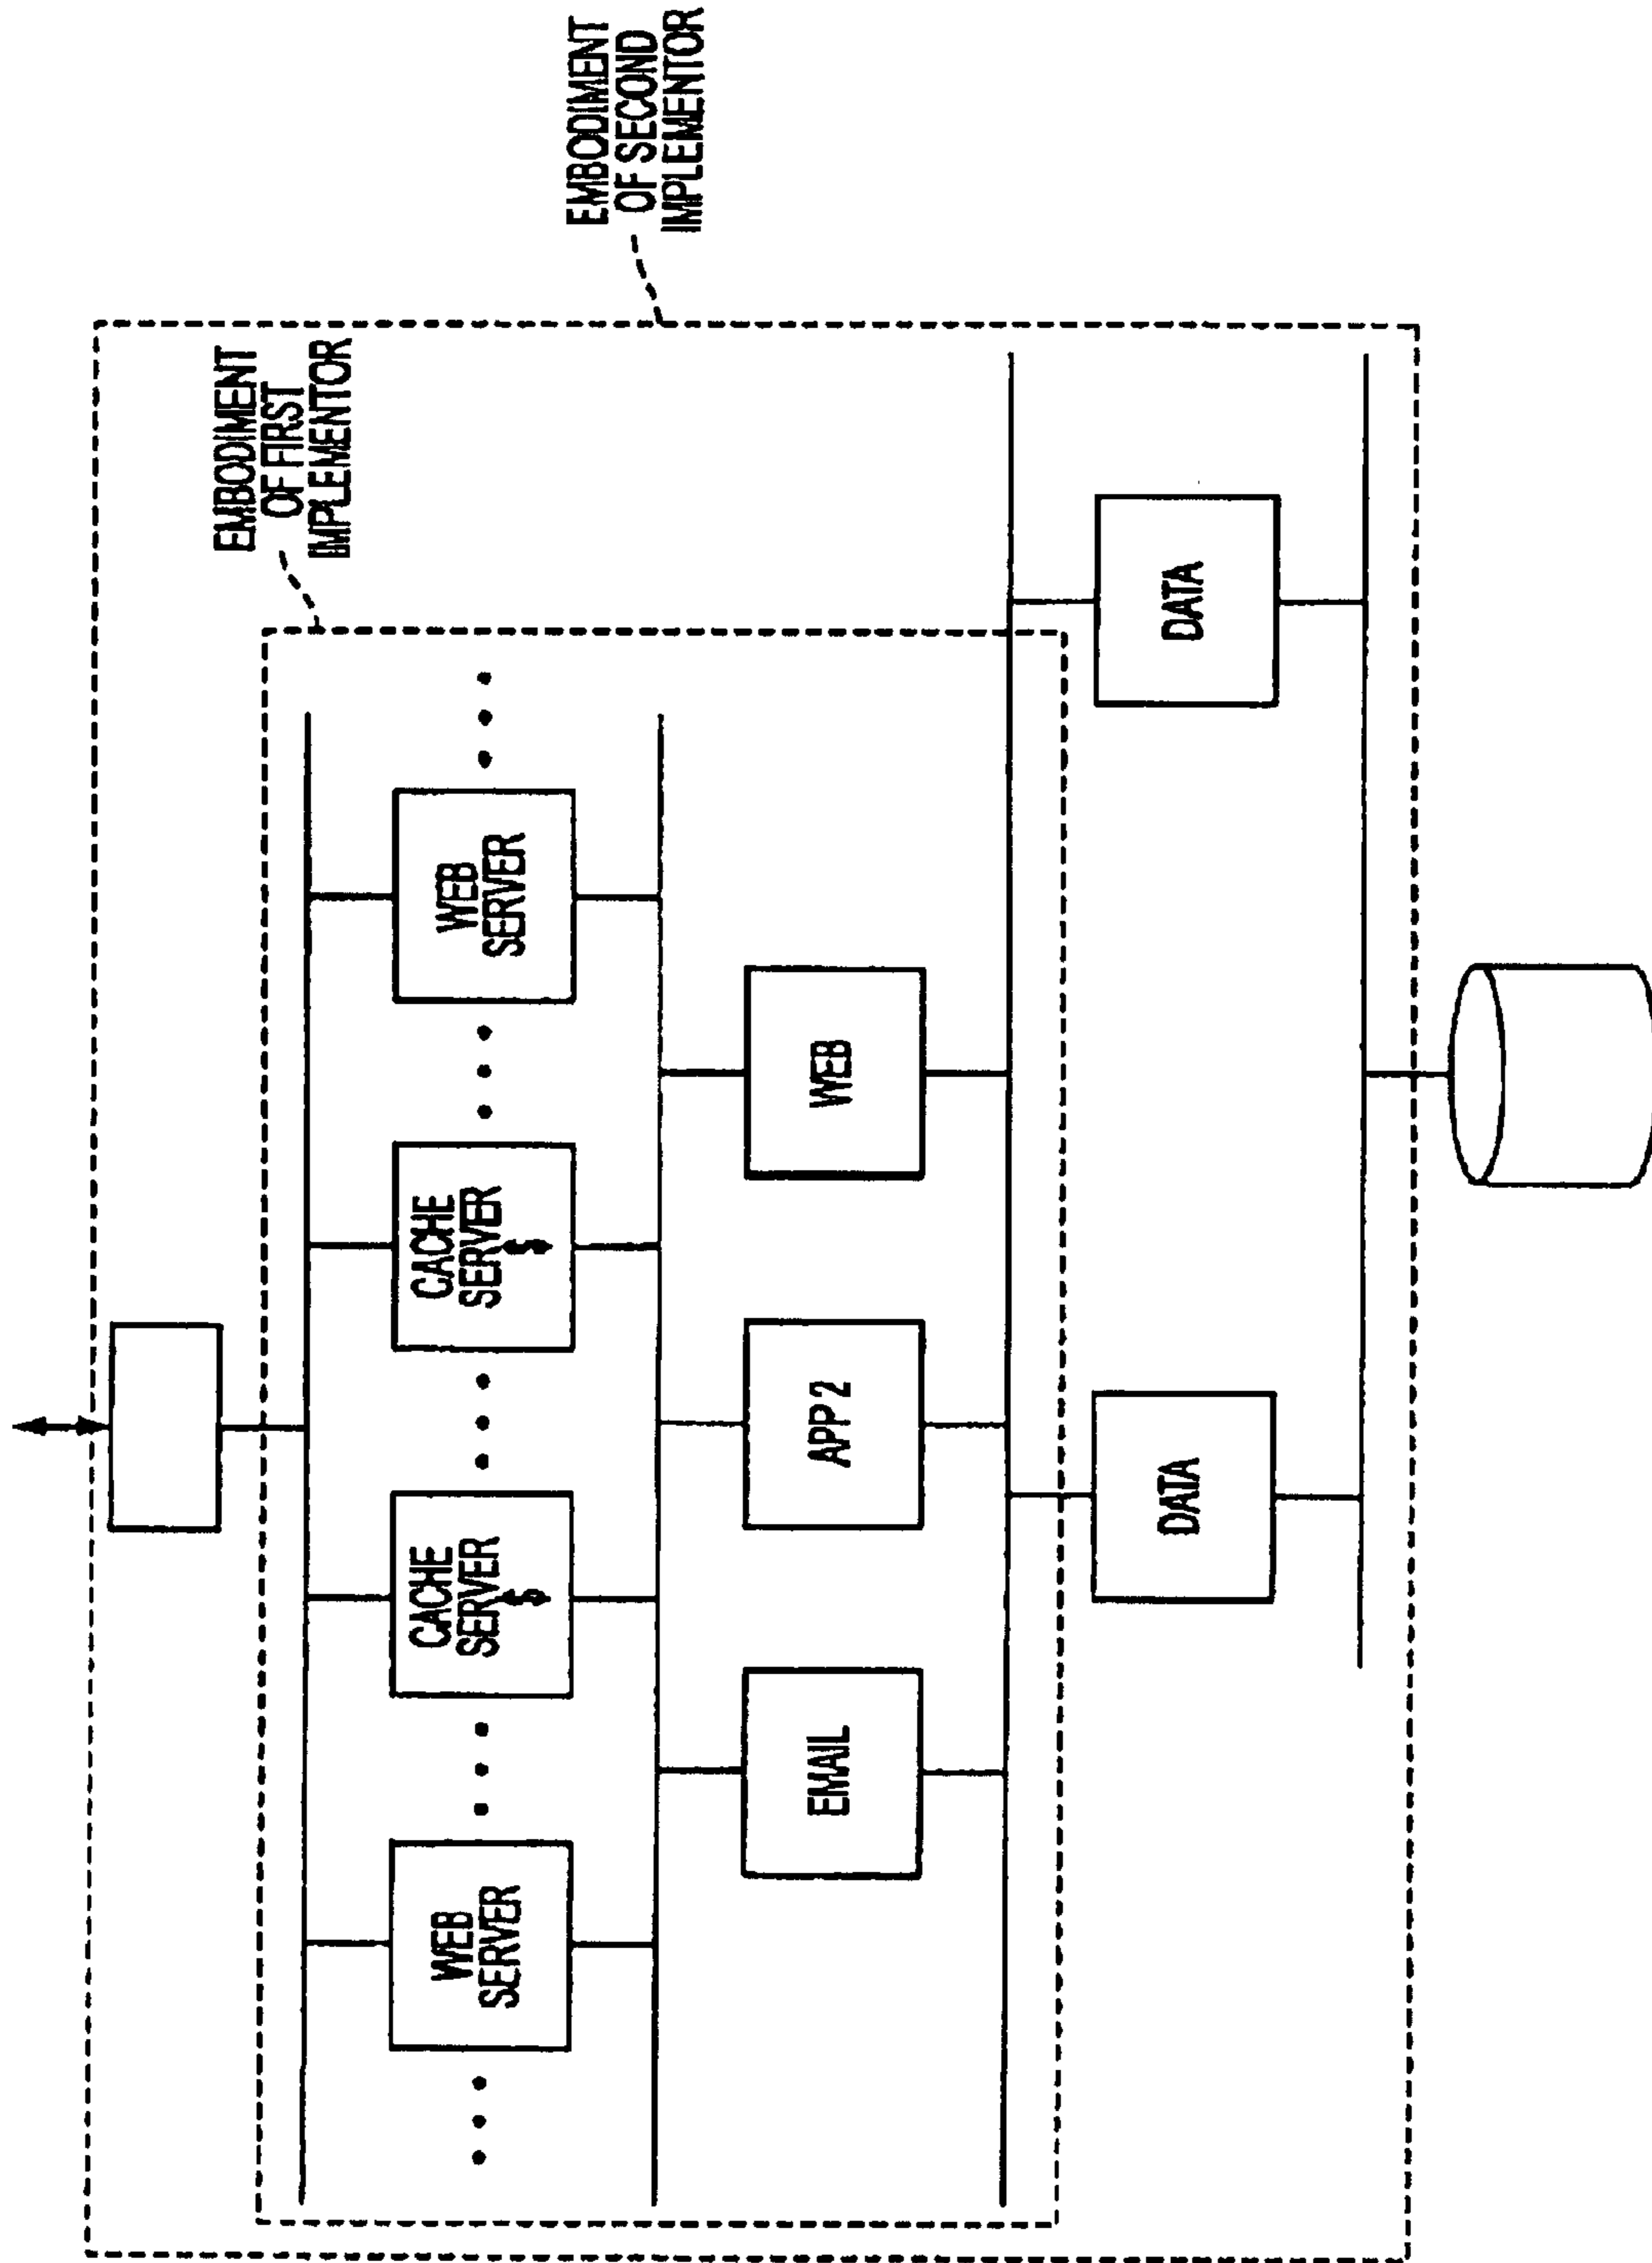 EMBODIMENT
OF FIRST
IMPLEMENTOR
EMBODIMENT
OF SECOND
IMPLEMENTOR
WEB
SERVER
CACHE
SERVER
$
CACHE
SERVER
$
WEB
SERVER
EMAIL
APP 2
WEB
DATA
DATA